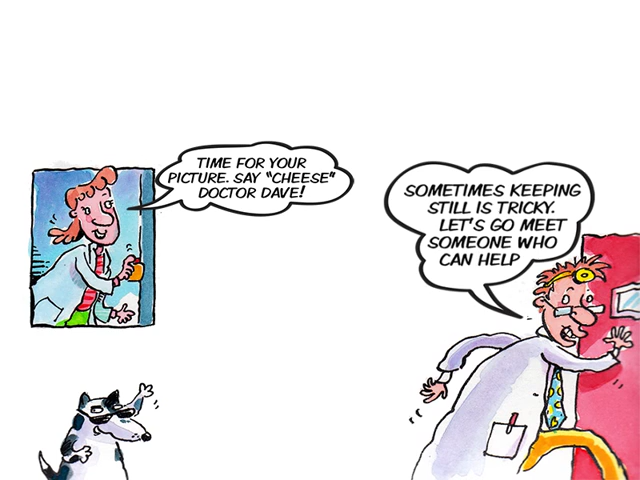 TIME FOR YOUR
PICTURE. SAY "CHEESE"
DOCTOR DAVE!
SOMETIMES KEEPING
STILL IS TRICKY.
LET'S GO MEET
SOMEONE WHO
CAN HELP